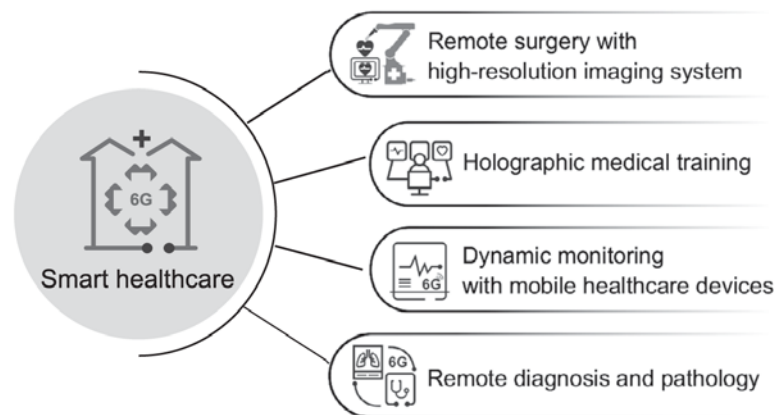 6G
Smart healthcare
Remote surgery with
high-resolution imaging system
Holographic medical training
Dynamic monitoring
with mobile healthcare devices
6G
6G
Remote diagnosis and pathology